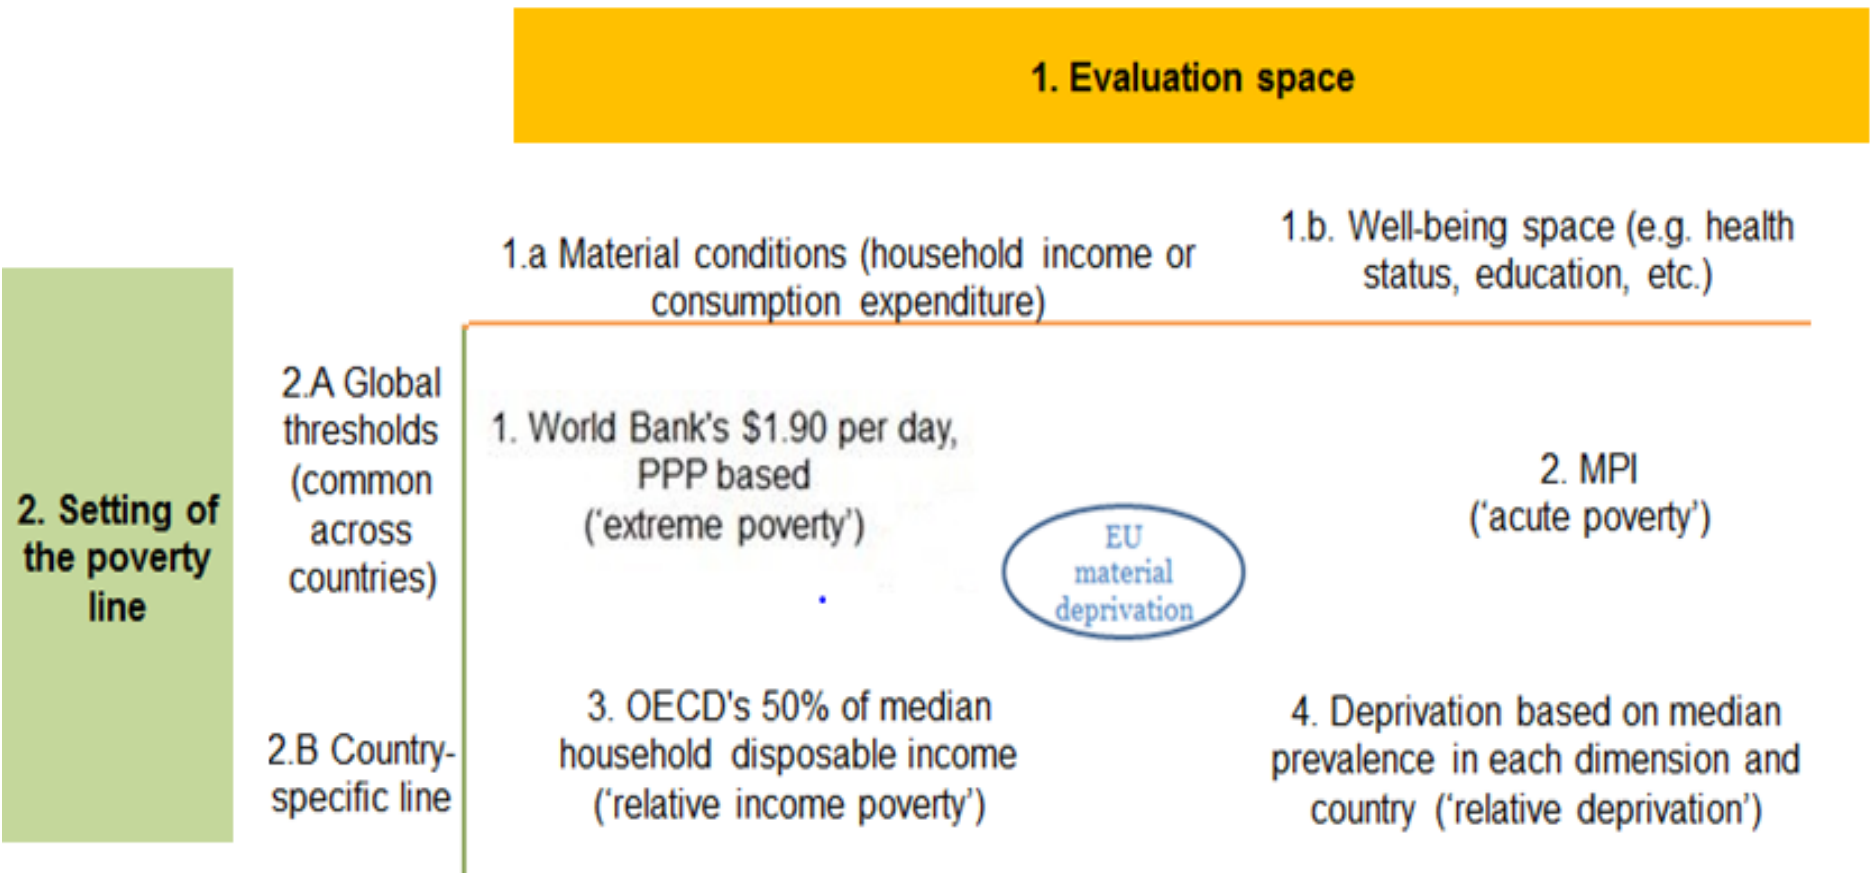 1. Evaluation space
1.a Material conditions (household income or
consumption expenditure)
1.b. Well-being space (e.g. health
status, education, etc.)
2. Setting of
the poverty
line
2.A Global
thresholds
(common
across
countries)
1. World Bank's $1.90 per day,
PPP based
(‘extreme poverty’)
EU
material
deprivation
2. MPI
(‘acute poverty’)
2.B Country-
specific line
3. OECD's 50% of median
household disposable income
(‘relative income poverty’)
4. Deprivation based on median
prevalence in each dimension and
country (‘relative deprivation’)